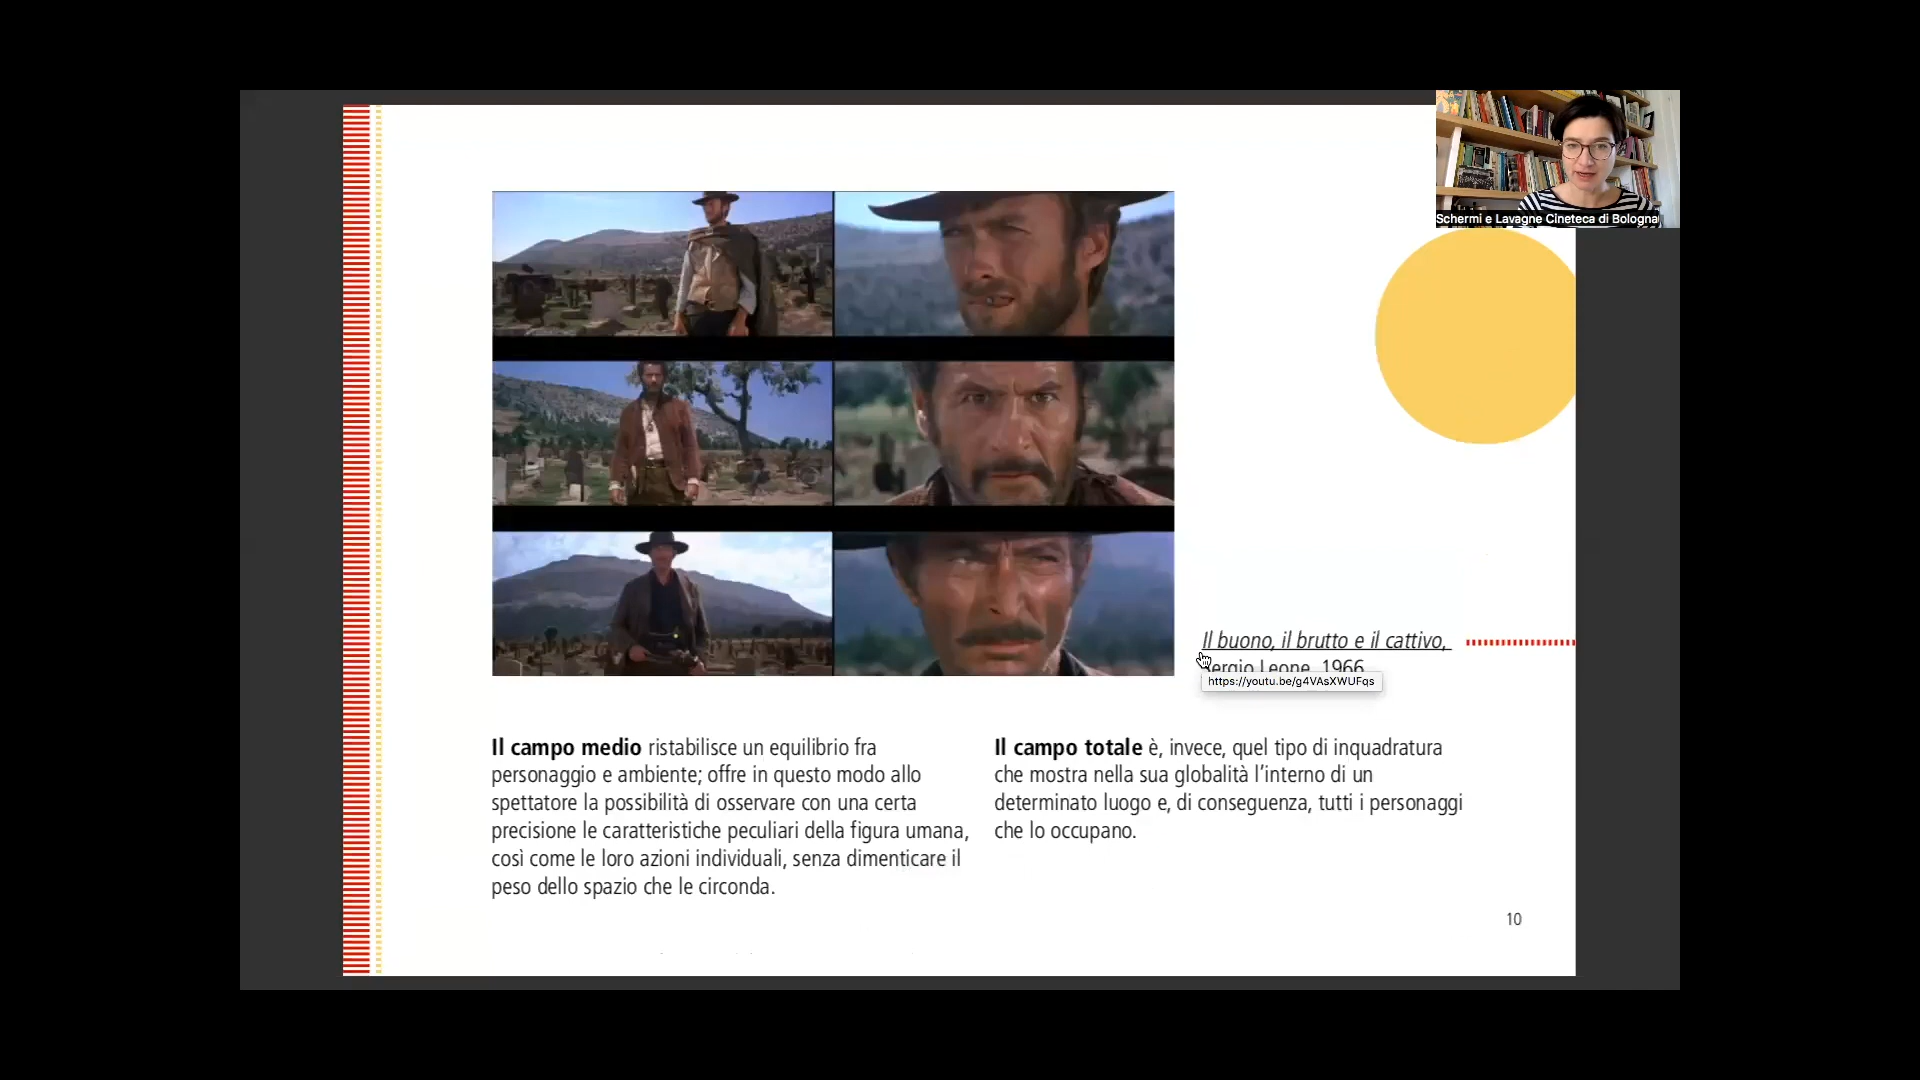 Schermi e Lavagne Cineteca di Bologna
Il buono, il brutto e il cattivo,
Sergio Leone, 1966
https://youtu.be/g4VAsXWUFqs
Il campo medio ristabilisce un equilibrio fra
personaggio e ambiente; offre in questo modo allo
spettatore la possibilità di osservare con una certa
precisione le caratteristiche peculiari della figura umana,
così come le loro azioni individuali, senza dimenticare il
peso dello spazio che le circonda.
Il campo totale è, invece, quel tipo di inquadratura
che mostra nella sua globalità l’interno di un
determinato luogo e, di conseguenza, tutti i personaggi
che lo occupano.
10